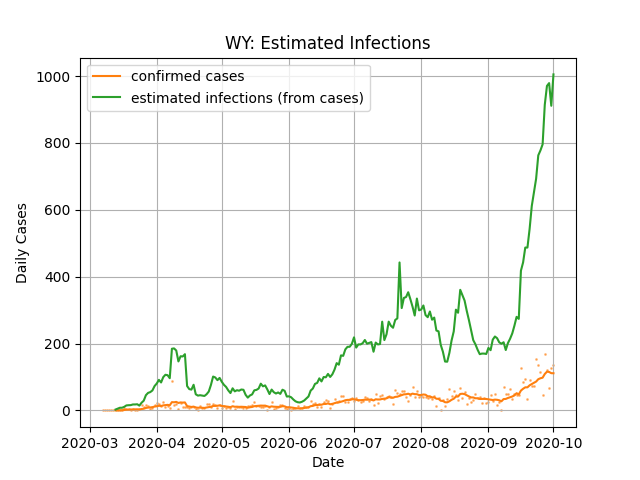 WY: Estimated Infections
confirmed cases
estimated infections (from cases)
Daily Cases
1000
800
600
400
200
0
2020-03 2020-04 2020-05 2020-06 2020-07 2020-08 2020-09 2020-10
Date